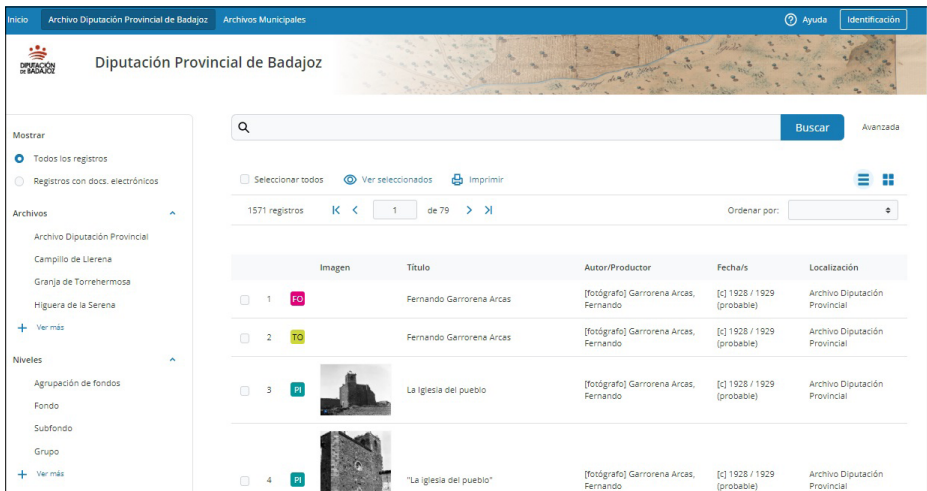 Inicio Archivo Diputación Provincial de Badajoz Archivos Municipales Ayuda Identificación
DIPUTACIÓN
DE BADAJOZ
Diputación Provincial de Badajoz
Buscar Avanzada
Mostrar
Todos los registros
Registros con docs. electrónicos
Archivos
Archivo Diputación Provincial
Campillo de Llerena
Granja de Torrehermosa
Higuera de la Serena
+ Ver más
Niveles
Agrupación de fondos
Fondo
Subfondo
Grupo
+ Ver más
Seleccionar todos Ver seleccionados Imprimir
1571 registros 1 de 79 Ordenar por:
Imagen Título Autor/Productor Fecha/s Localización
1 FO Fernando Garrorena Arcas [fotógrafo] Garrorena Arcas, [c] 1928 / 1929 Archivo Diputación
Fernando (probable) Provincial
2 TO Fernando Garrorena Arcas [fotógrafo] Garrorena Arcas, [c] 1928 / 1929 Archivo Diputación
Fernando (probable) Provincial
3 PI La Iglesia del pueblo [fotógrafo] Garrorena Arcas, [c] 1928 / 1929 Archivo Diputación
Fernando (probable) Provincial
4 PI "La iglesia del pueblo" [fotógrafo] Garrorena Arcas, [c] 1928 / 1929 Archivo Diputación
Fernando (probable) Provincial